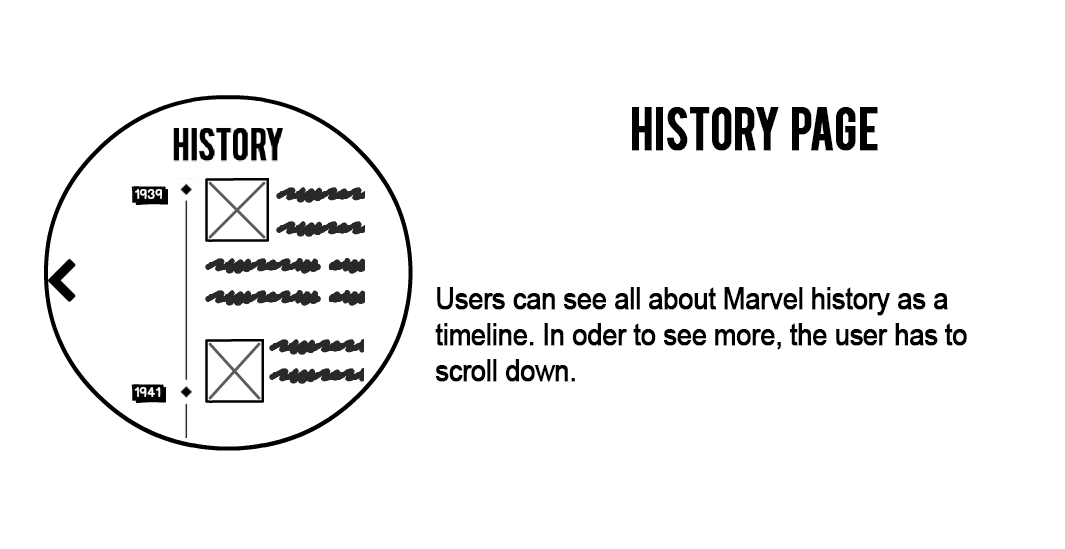 HISTORY PAGE
HISTORY
1939
1941
Users can see all about Marvel history as a
timeline. In oder to see more, the user has to
scroll down.